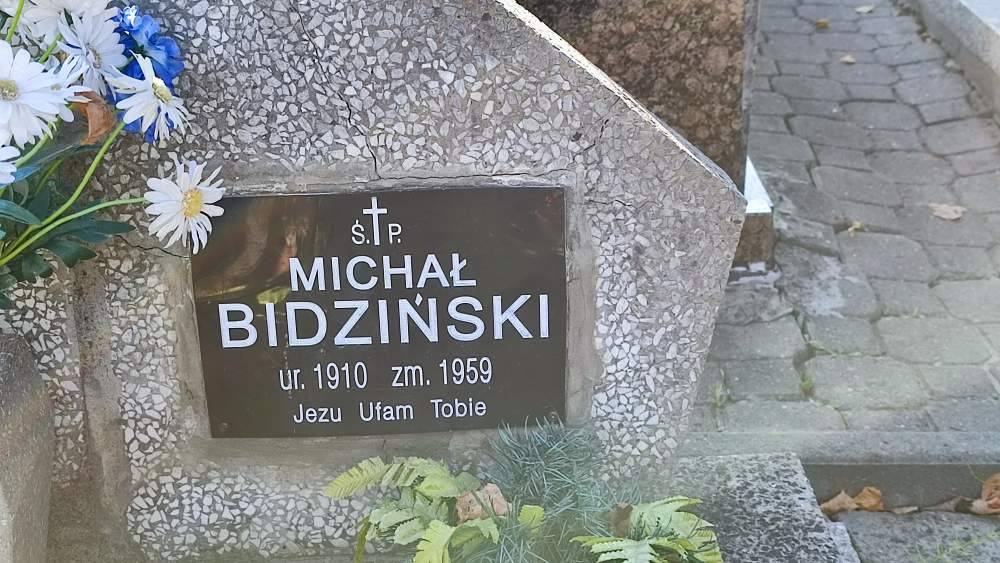 Ś. P.
MICHAŁ
BIDZIŃSKI
ur. 1910 zm. 1959
Jezu Ufam Tobie